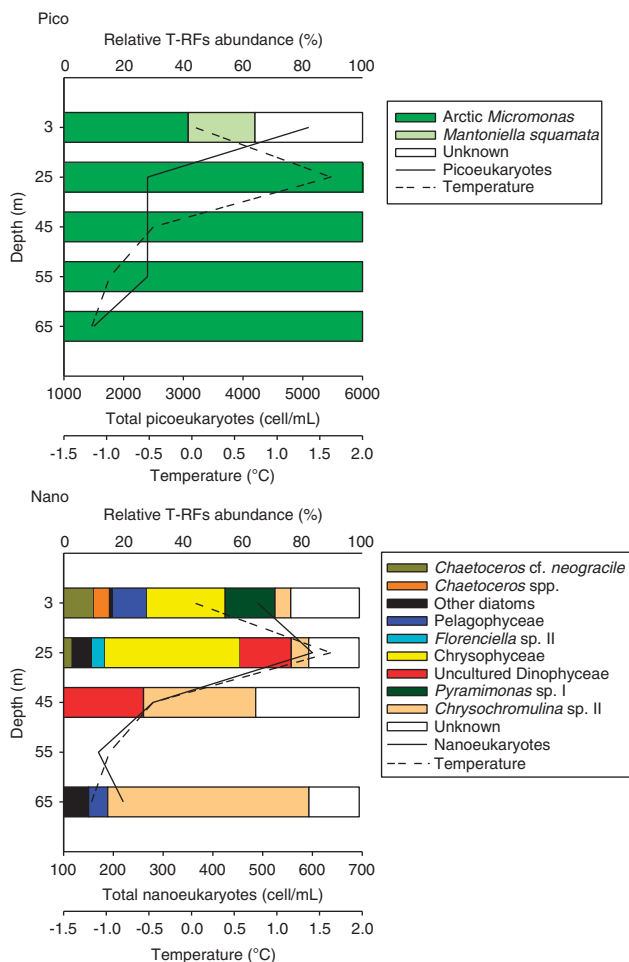 Pico
Relative T-RFs abundance (%)
0 20 40 60 80 100
Arctic Micromonas
Mantoniella squamata
Unknown
Picoeukaryotes
Temperature
Depth (m)
3
25
45
55
65
1000 2000 3000 4000 5000 6000
Total picoeukaryotes (cell/mL)
-1.5 -1.0 -0.5 0.0 0.5 1.0 1.5 2.0
Temperature (°C)
Nano
Relative T-RFs abundance (%)
0 20 40 60 80 100
Chaetoceros cf. neogracile
Chaetoceros spp.
Other diatoms
Pelagophyceae
Florenciella sp. II
Chrysophyceae
Uncultured Dinophyceae
Pyramimonas sp. I
Chrysochromulina sp. II
Unknown
Nanoeukaryotes
Temperature
Depth (m)
3
25
45
55
65
100 200 300 400 500 600 700
Total nanoeukaryotes (cell/mL)
-1.5 -1.0 -0.5 0.0 0.5 1.0 1.5 2.0
Temperature (°C)